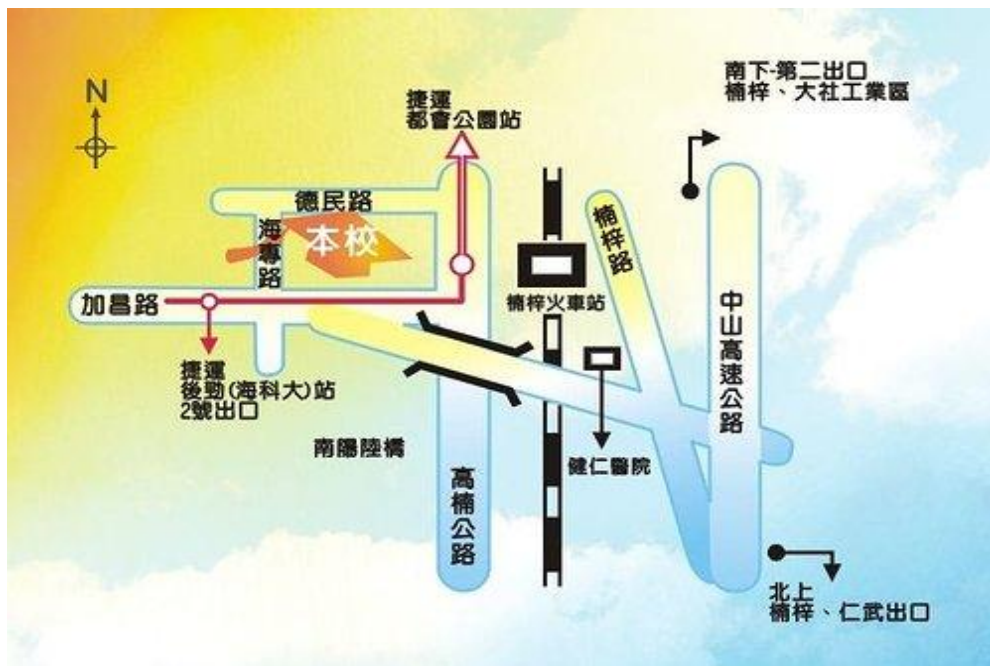 南下-第二出口
楠梓、大社工業區
N
捷運
都會公園站
德民路
海專路
本校
楠梓路
加昌路
楠梓火車站
中山高速公路
捷運
後勁(海科大)站
2號出口
南陽陸橋
健仁醫院
高楠公路
北上
楠梓、仁武出口